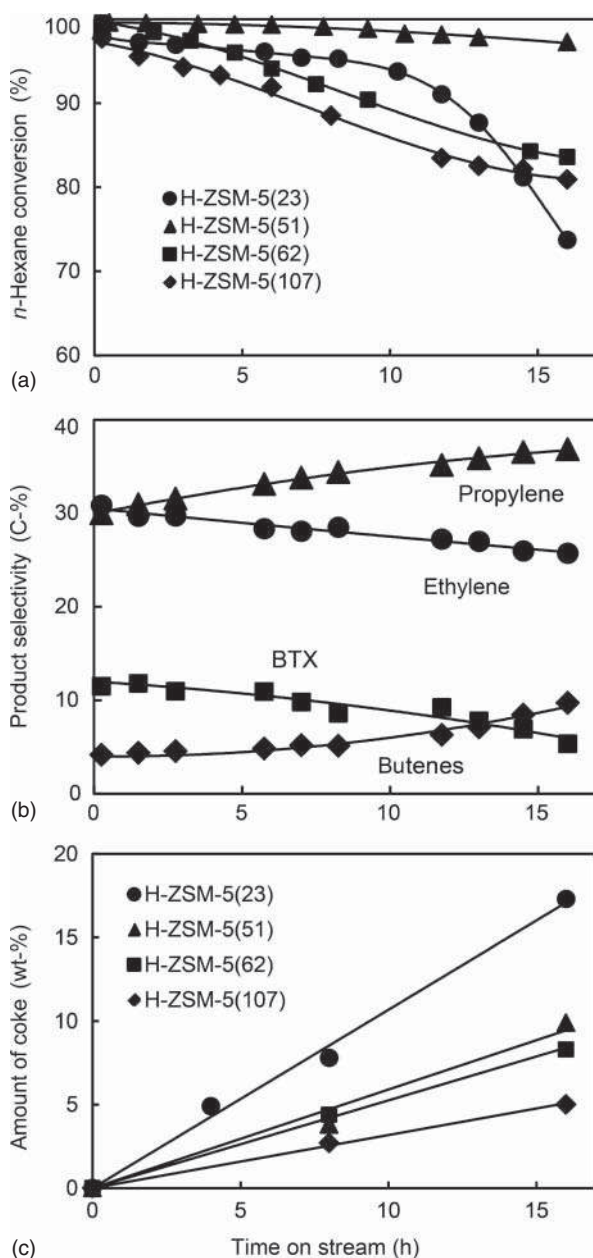 100
90
80
70
60
n-Hexane conversion (%)
H-ZSM-5(23)
H-ZSM-5(51)
H-ZSM-5(62)
H-ZSM-5(107)
0
5
10
15
(a)
40
30
20
10
0
Product selectivity (C-%)
Propylene
Ethylene
BTX
Butenes
0
5
10
15
(b)
20
15
10
5
0
Amount of coke (wt-%)
H-ZSM-5(23)
H-ZSM-5(51)
H-ZSM-5(62)
H-ZSM-5(107)
0
5
10
15
(c)
Time on stream (h)